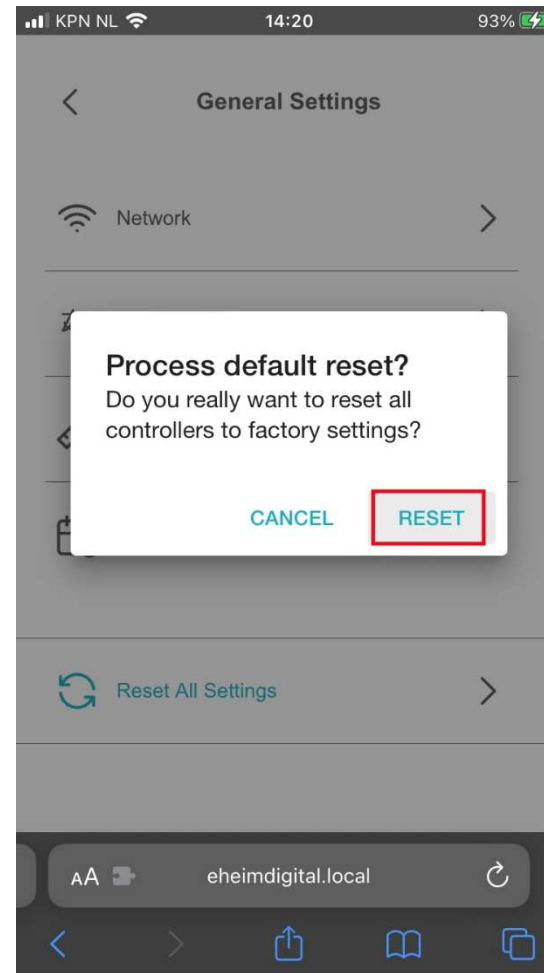 KPN NL 14:20 93%
General Settings
Network
Process default reset?
Do you really want to reset all
controllers to factory settings?
CANCEL RESET
Reset All Settings
AA eheimdigital.local